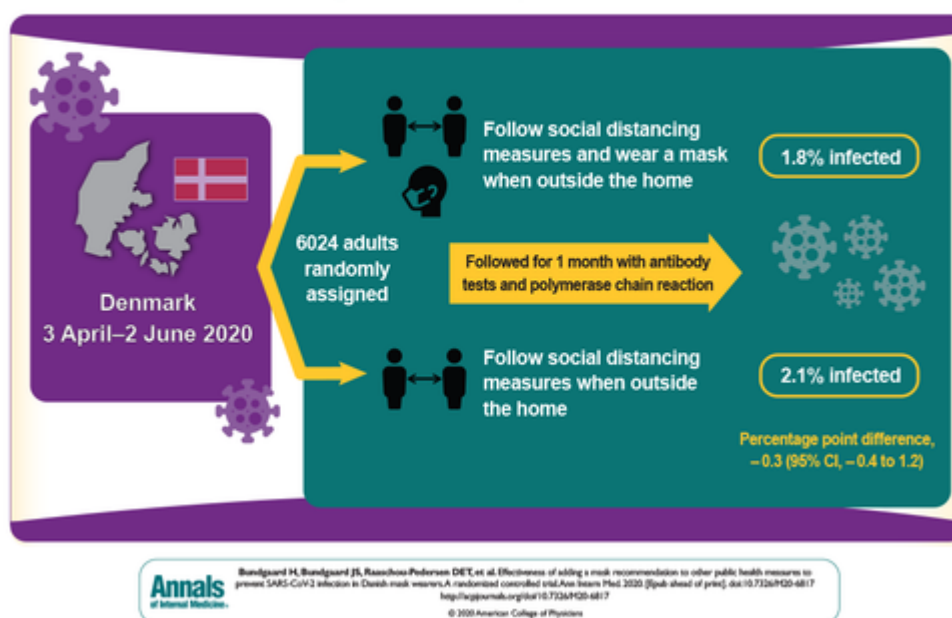 Denmark
3 April–2 June 2020
6024 adults
randomly
assigned
Follow social distancing
measures and wear a mask
when outside the home
1.8% infected
Followed for 1 month with antibody
tests and polymerase chain reaction
Follow social distancing
measures when outside
the home
2.1% infected
Percentage point difference,
–0.3 (95% CI, –0.4 to 1.2)
Annals
of Internal Medicine
Bundgaard H, Bundgaard JS, Raaschou-Pedersen DET, et al. Effectiveness of adding a mask recommendation to other public health measures to
prevent SARS-CoV-2 infection in Danish mask wearers. A randomized controlled trial. Ann Intern Med. 2020. [Epub ahead of print]. doi:10.7326/M20-6817
http://acpjournals.org/doi/10.7326/M20-6817
© 2020 American College of Physicians